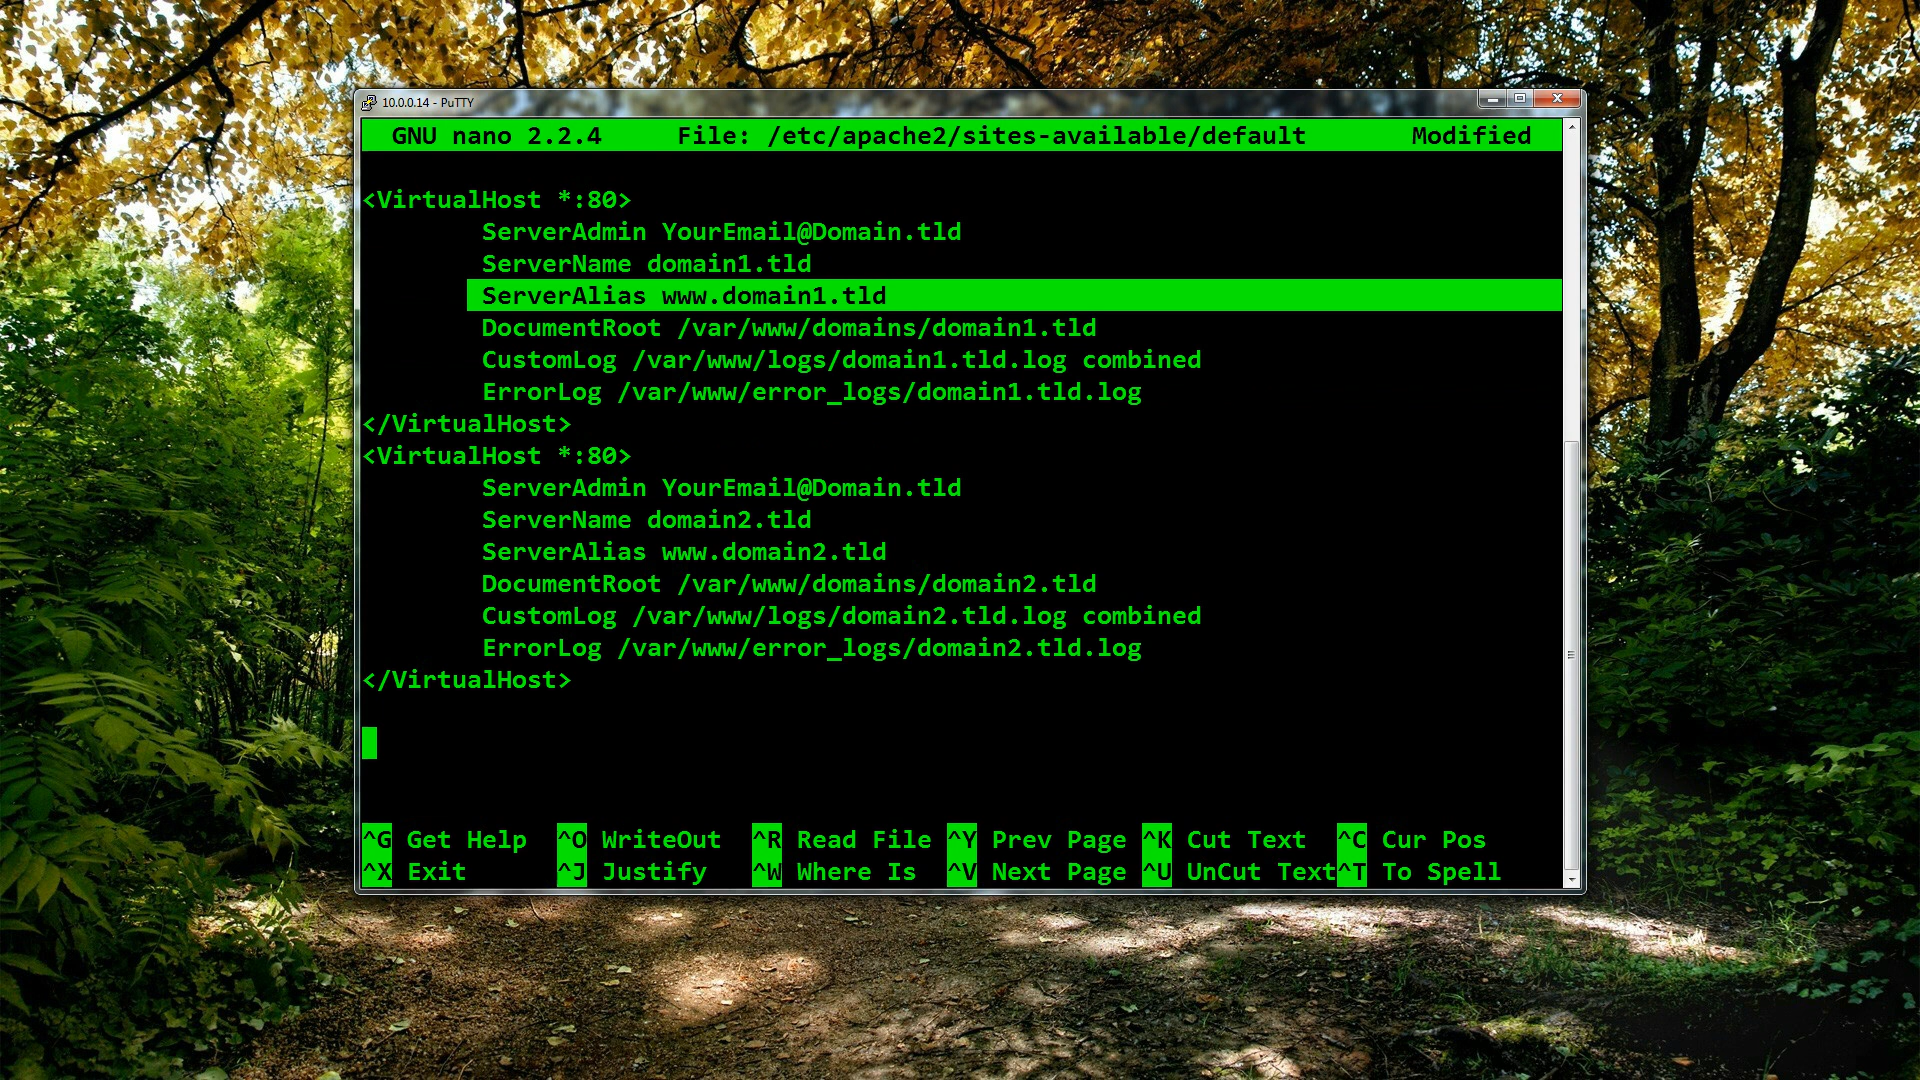 10.0.0.14 - PuTTY
GNU nano 2.2.4 File: /etc/apache2/sites-available/default Modified
<VirtualHost *:80>
ServerAdmin YourEmail@Domain.tld
ServerName domain1.tld
ServerAlias www.domain1.tld
DocumentRoot /var/www/domains/domain1.tld
CustomLog /var/www/logs/domain1.tld.log combined
ErrorLog /var/www/error_logs/domain1.tld.log
</VirtualHost>
<VirtualHost *:80>
ServerAdmin YourEmail@Domain.tld
ServerName domain2.tld
ServerAlias www.domain2.tld
DocumentRoot /var/www/domains/domain2.tld
CustomLog /var/www/logs/domain2.tld.log combined
ErrorLog /var/www/error_logs/domain2.tld.log
</VirtualHost>
^G Get Help ^O WriteOut ^R Read File ^Y Prev Page ^K Cut Text ^C Cur Pos
^X Exit ^J Justify ^W Where Is ^V Next Page ^U UnCut Text^T To Spell